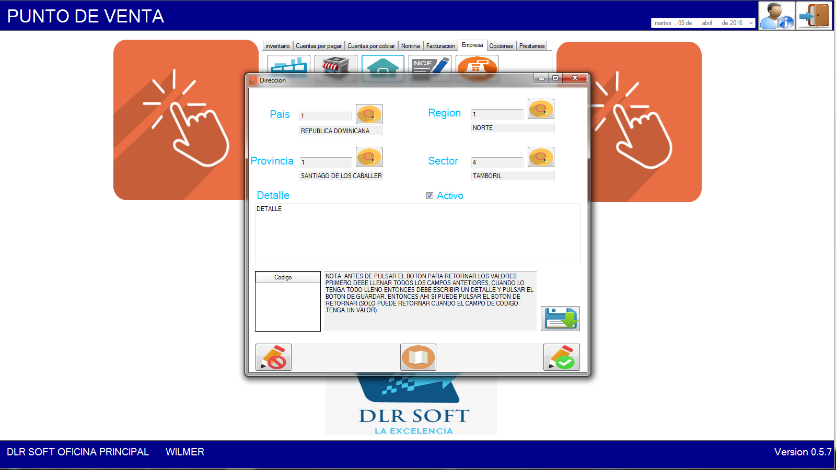 PUNTO DE VENTA
martes , 05 de abril de 2016
inventario Cuentas por pagar Cuentas por cobrar Nomina Facturacion Empresa Opciones Prestamos
NCF
Direccion
Pais 1
REPUBLICA DOMINICANA
Region 1
NORTE
Provincia 1
SANTIAGO DE LOS CABALLER
Sector 4
TAMBORIL
Detalle
Activo
DETALLE
Codigo
NOTA: ANTES DE PULSAR EL BOTON PARA RETORNAR LOS VALORES
PRIMERO DEBE LLENAR TODOS LOS CAMPOS ANTETIORES, CUANDO LO
TENGA TODO LLENO ENTONCES DEBE ESCRIBIR UN DETALLE Y PULSAR EL
BOTON DE GUARDAR. ENTONCES AHI SI PUEDE PULSAR EL BOTON DE
RETORNAR (SOLO PUEDE RETORNAR CUANDO EL CAMPO DE CODIGO
TENGA UN VALOR)
DLR SOFT
LA EXCELENCIA
DLR SOFT OFICINA PRINCIPAL WILMER
Version 0.5.7